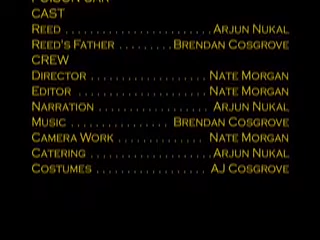 CAST
REED . . . . . . . . . . . . . . . . . . . . . . . ARJUN NUKAL
REED'S FATHER . . . . . . . . . BRENDAN COSGROVE
CREW
DIRECTOR . . . . . . . . . . . . . . . . . . NATE MORGAN
EDITOR . . . . . . . . . . . . . . . . . . . . NATE MORGAN
NARRATION . . . . . . . . . . . . . . . . . ARJUN NUKAL
MUSIC . . . . . . . . . . . . . . . BRENDAN COSGROVE
CAMERA WORK . . . . . . . . . . . . . . NATE MORGAN
CATERING . . . . . . . . . . . . . . . . . . . ARJUN NUKAL
COSTUMES . . . . . . . . . . . . . . . . . . AJ COSGROVE